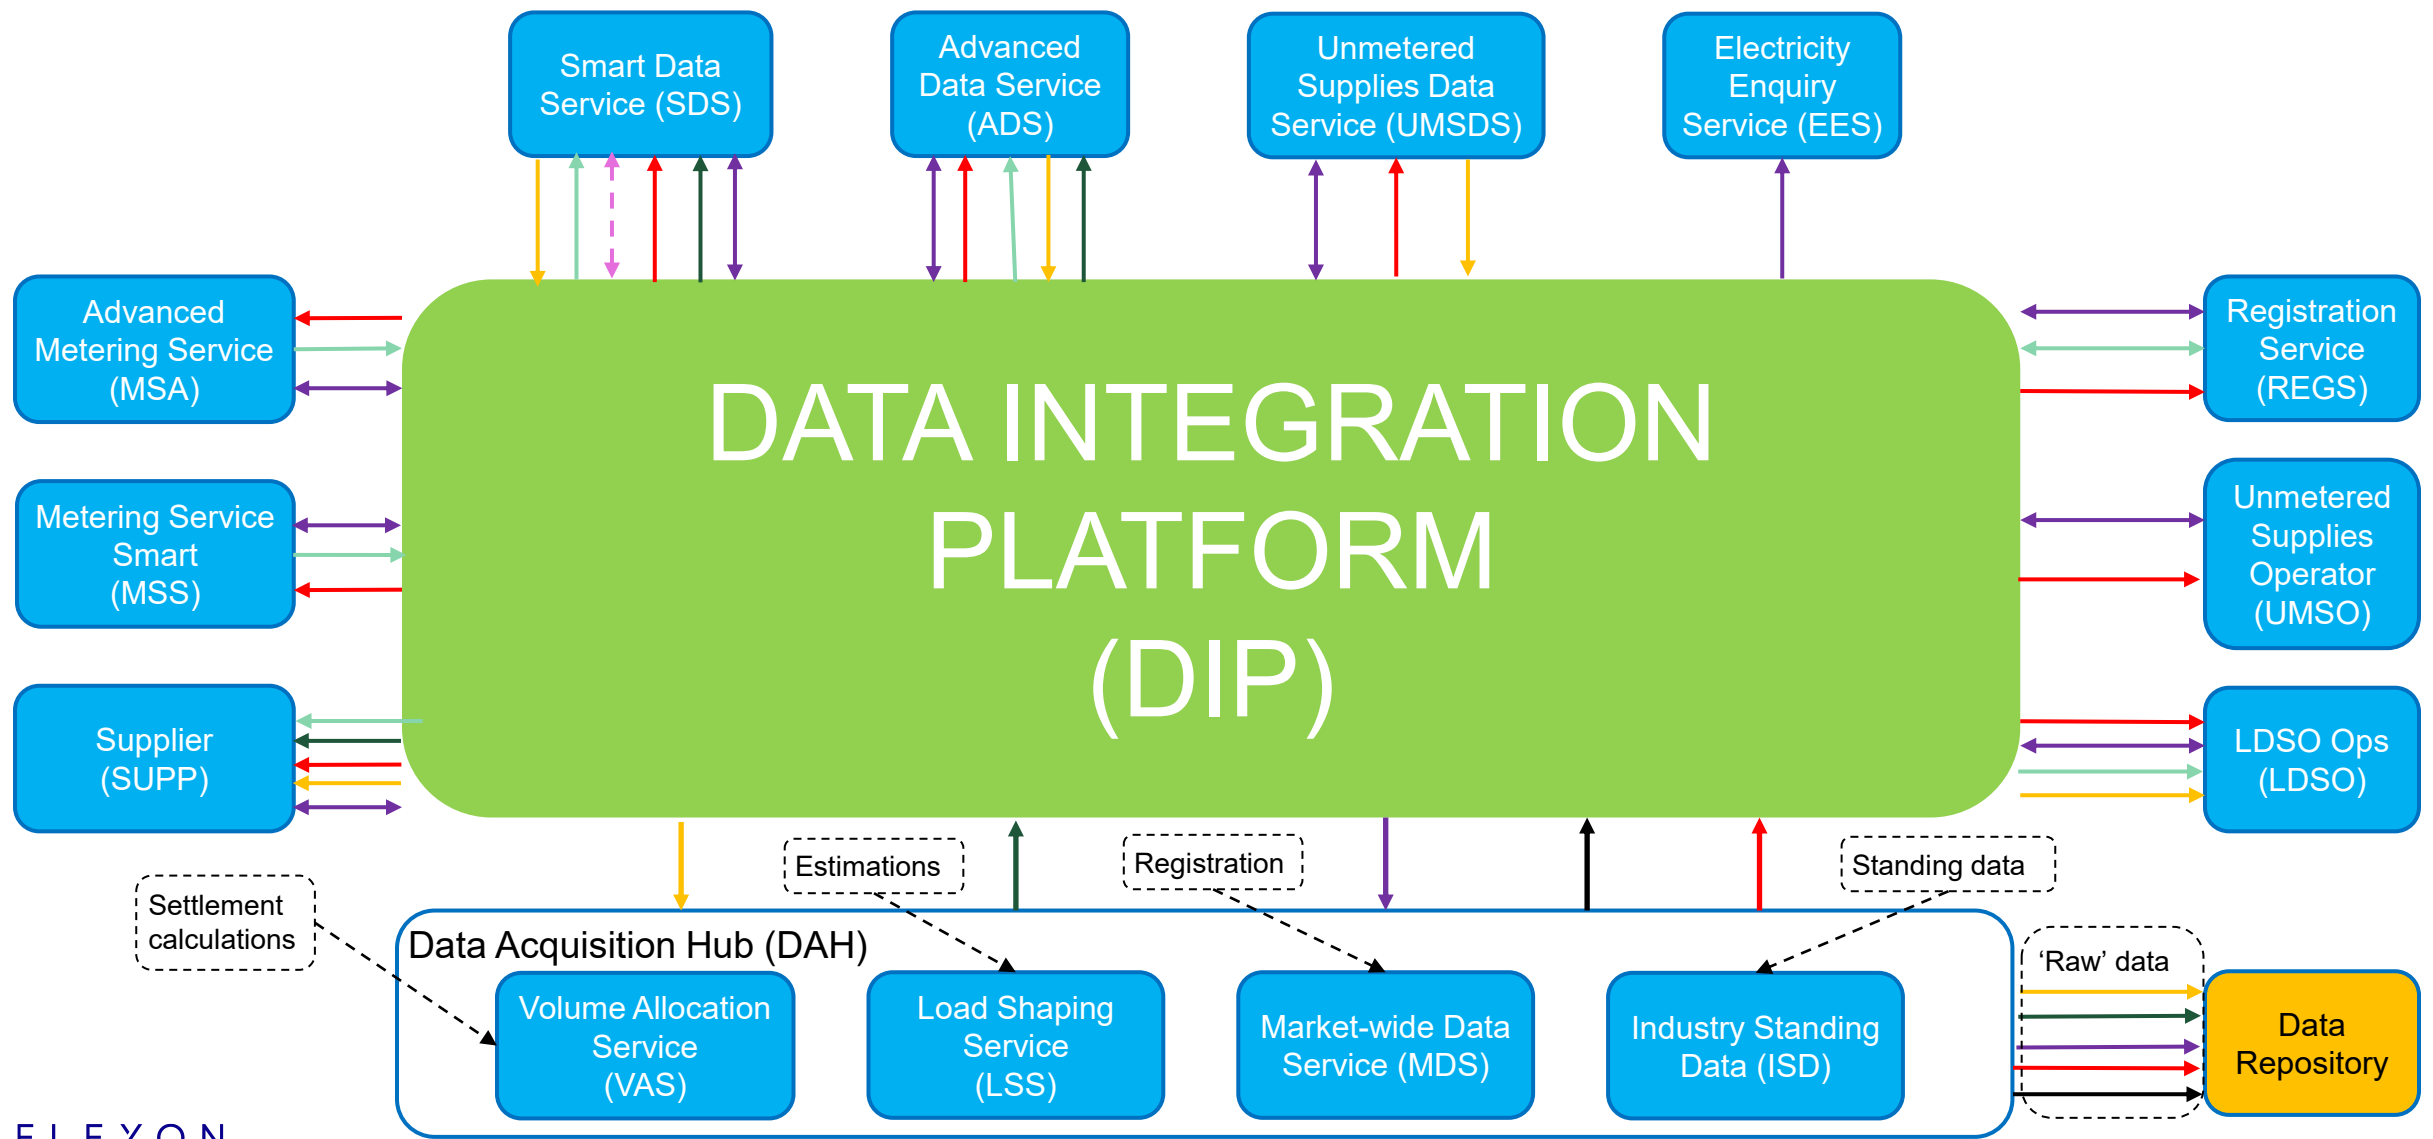 Smart Data
Service (SDS)
Advanced
Data Service
(ADS)
Unmetered
Supplies Data
Service (UMSDS)
Electricity
Enquiry
Service (EES)
Advanced
Metering Service
(MSA)
Metering Service
Smart
(MSS)
Supplier
(SUPP)
DATA INTEGRATION
PLATFORM
(DIP)
Registration
Service
(REGS)
Unmetered
Supplies
Operator
(UMSO)
LDSO Ops
(LDSO)
Settlement
calculations
Estimations
Registration
Standing data
Data Acquisition Hub (DAH)
Volume Allocation
Service
(VAS)
Load Shaping
Service
(LSS)
Market-wide Data
Service (MDS)
Industry Standing
Data (ISD)
‘Raw’ data
Data
Repository
ELEXON